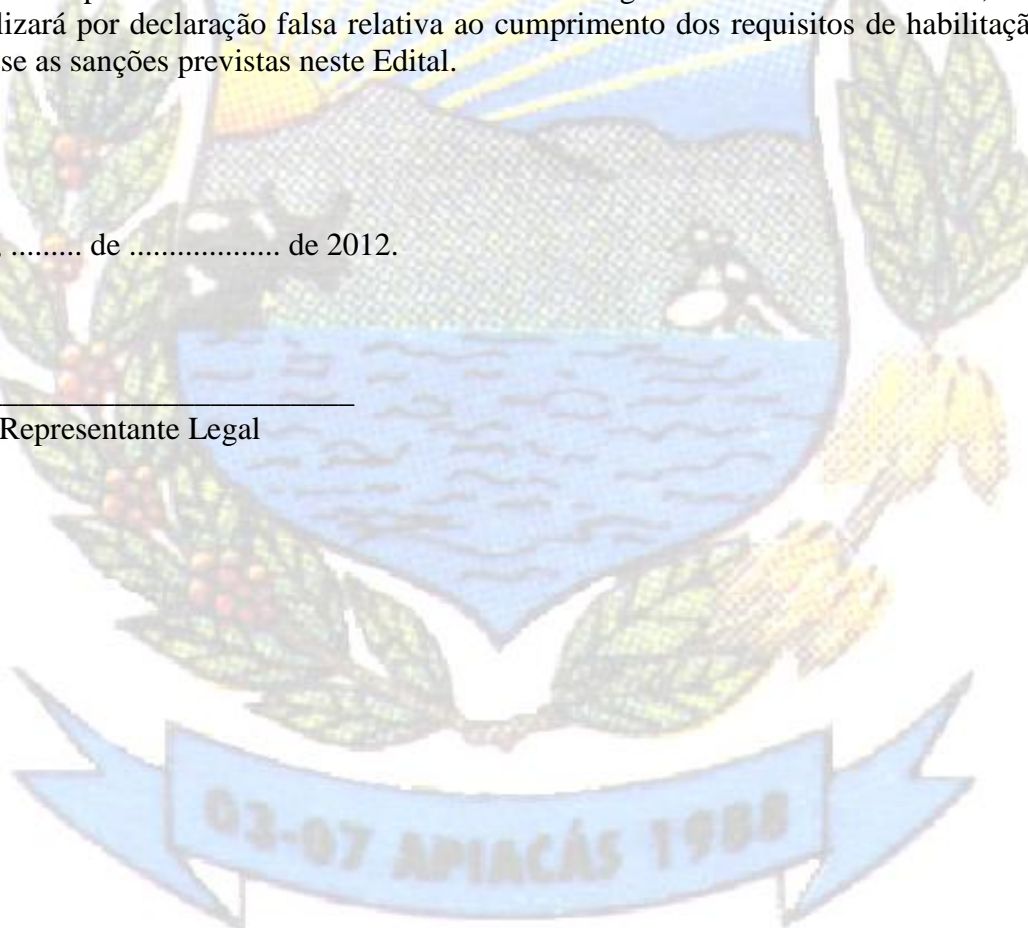 lizará por declaração falsa relativa ao cumprimento dos requisitos de habilitaçã
se as sanções previstas neste Edital.
, ......... de ................... de 2012.
Representante Legal
03-07 APIACÁS 1988